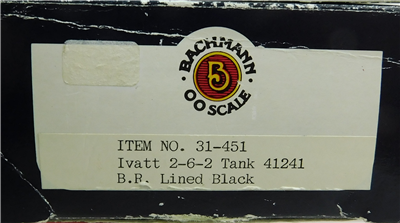 BACHMANN
B
OO SCALE
ITEM NO. 31-451
Ivatt 2-6-2 Tank 41241
B.R. Lined Black